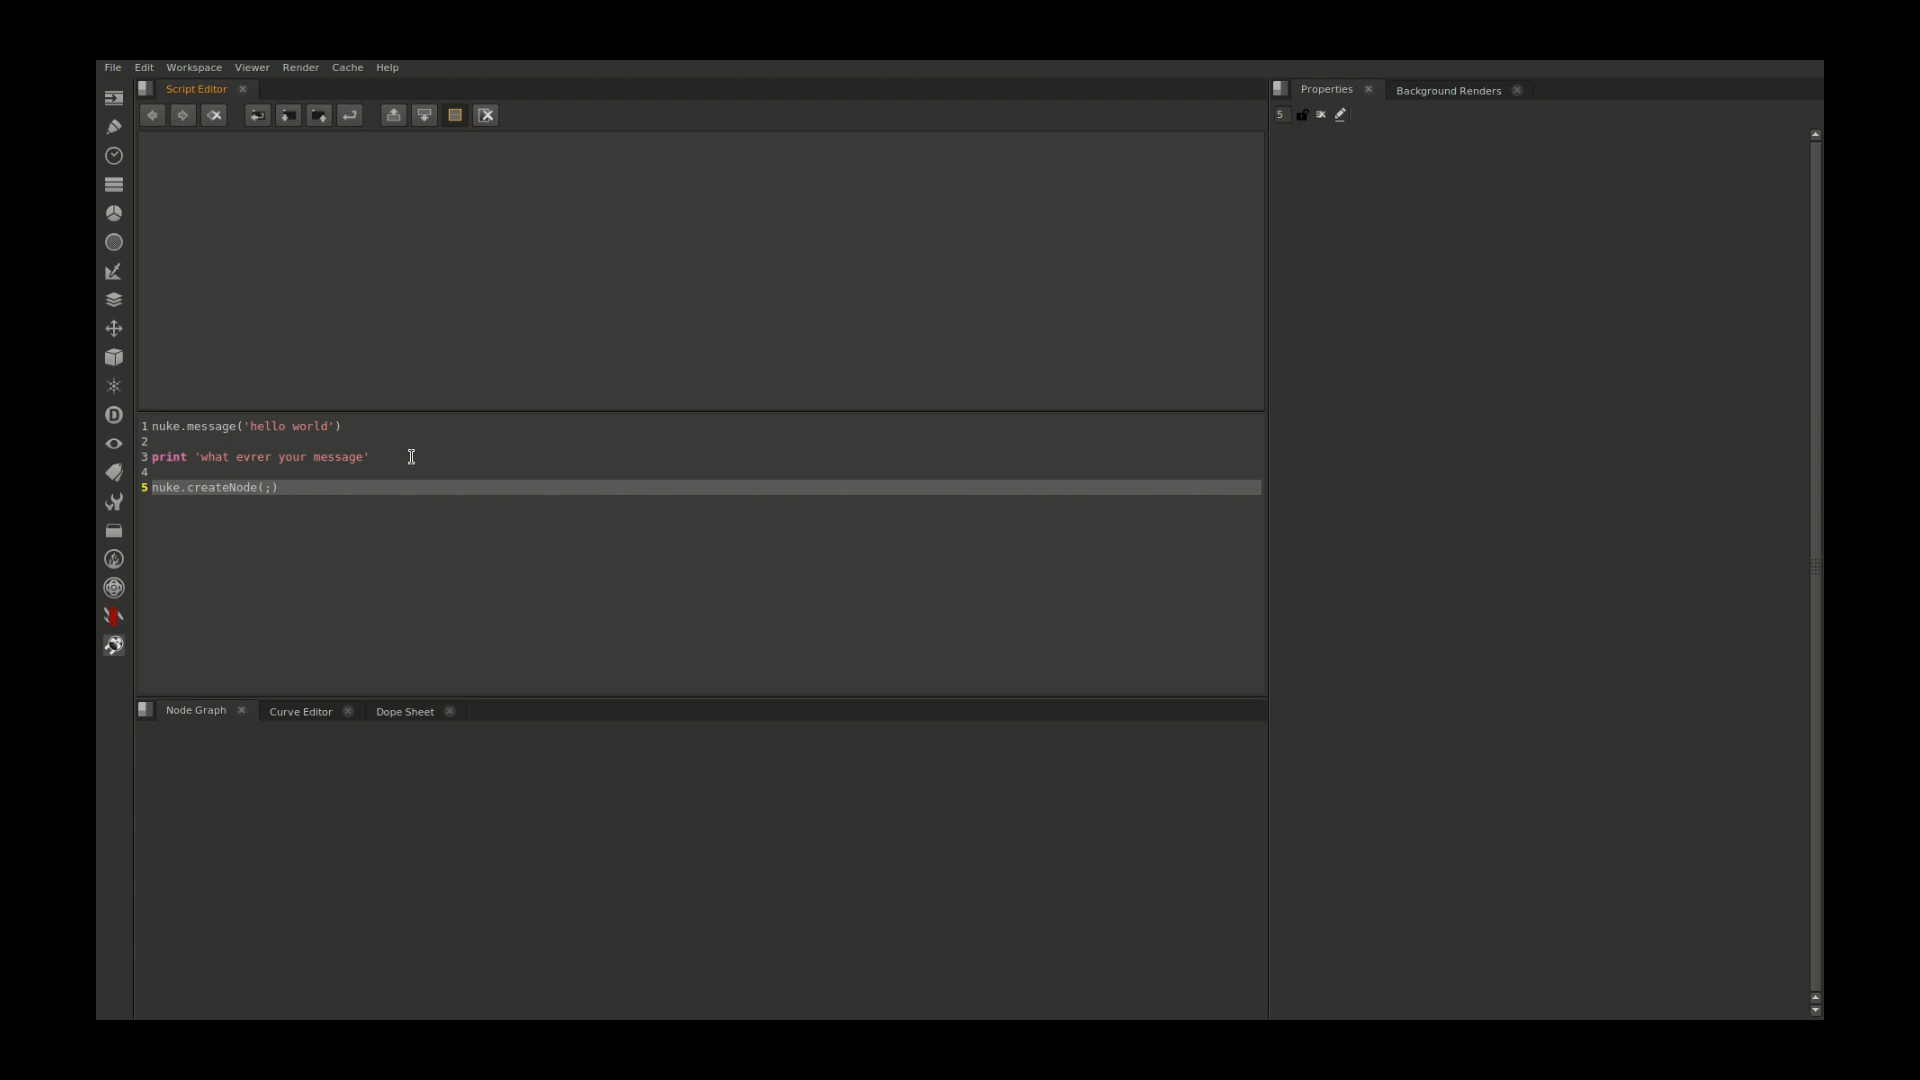 File Edit Workspace Viewer Render Cache Help
Script Editor
Properties Background Renders
5
1 nuke.message('hello world')
2
3 print 'what evrer your message'
4
5 nuke.createNode(;)
Node Graph Curve Editor Dope Sheet